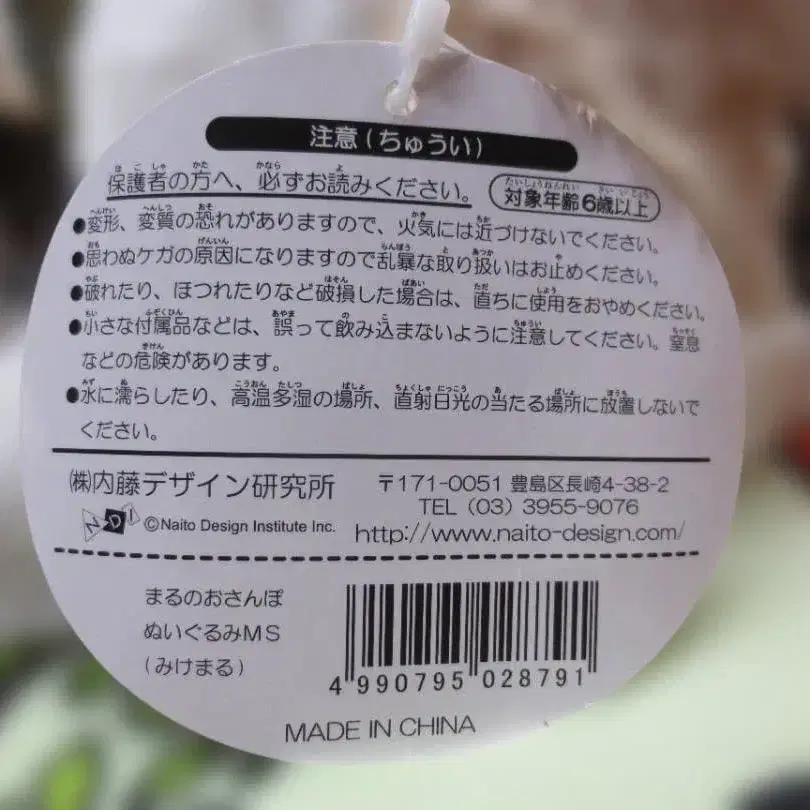 注意(ちゅうい)
保護者の方へ、必ずお読みください。
対象年齢6歳以上
●変形、変質の恐れがありますので、火気には近づけないでください。
●思わぬケガの原因になりますので乱暴な取り扱いはお止めください。
●破れたり、ほつれたりなど破損した場合は、直ちに使用をおやめください。
●小さな付属品などは、誤って飲み込まないように注意してください。窒息
などの危険があります。
●水に濡らしたり、高温多湿の場所、直射日光の当たる場所に放置しないで
ください。
(株)内藤デザイン研究所
〒171-0051 豊島区長崎4-38-2
TEL (03) 3955-9076
NDI ©Naito Design Institute Inc.
http://www.naito-design.com/
まるのおさんぽ
ぬいぐるみMS
(みけまる)
4 990795 028791
MADE IN CHINA